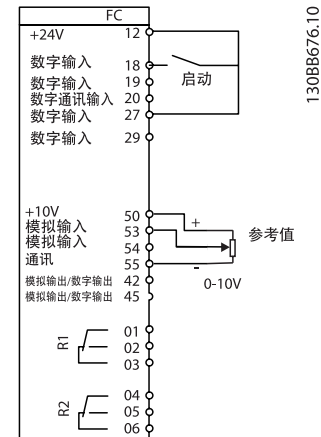 FC
+24V 12
数字输入 18
启动
数字输入 19
数字通讯输入 20
数字输入 27
数字输入 29
+10V 50
+
模拟输入 53
参考值
模拟输入 54
通讯 55
-
模拟输出/数字输出 42
0-10V
模拟输出/数字输出 45
R1
01
02
03
R2
04
05
06
130BB676.10